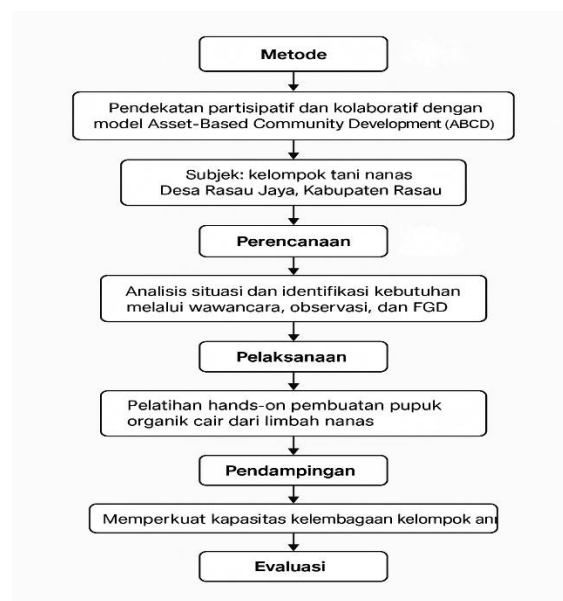 Metode
Pendekatan partisipatif dan kolaboratif dengan
model Asset-Based Community Development (ABCD)
Subjek: kelompok tani nanas
Desa Rasau Jaya, Kabupaten Rasau
Perencanaan
Analisis situasi dan identifikasi kebutuhan
melalui wawancara, observasi, dan FGD
Pelaksanaan
Pelatihan hands-on pembuatan pupuk
organik cair dari limbah nanas
Pendampingan
Memperkuat kapasitas kelembagaan kelompok
Evaluasi